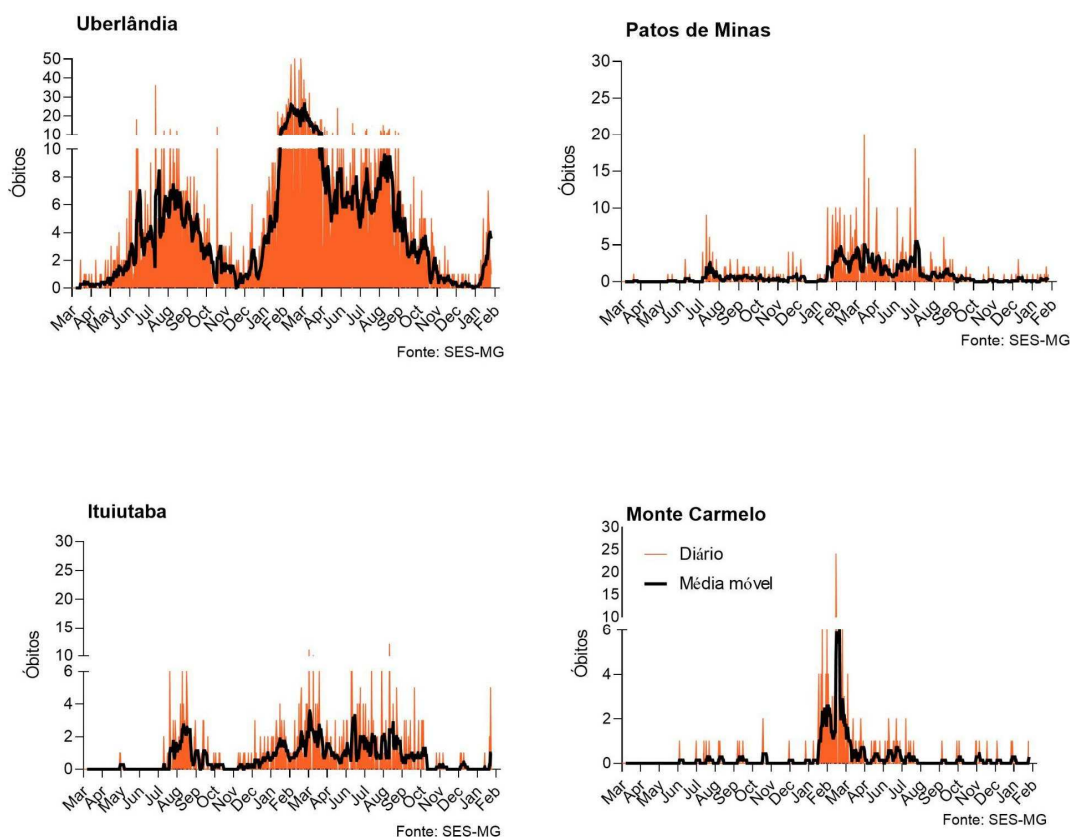 Uberlândia
50
40
30
20
10
10
8
6
4
2
0
Óbitos
Mar Apr May Jun Jul Aug Sep Oct Nov Dec Jan Feb Mar Apr May Jun Jul Aug Sep Oct Nov Dec Jan Feb
Fonte: SES-MG
Patos de Minas
30
25
20
15
10
5
0
Óbitos
Mar Apr May Jun Jul Aug Sep Oct Nov Dec Jan Feb Mar Apr May Jun Jul Aug Sep Oct Nov Dec Jan Feb
Fonte: SES-MG
Ituiutaba
30
25
20
15
10
6
4
2
0
Óbitos
Mar Apr May Jun Jul Aug Sep Oct Nov Dec Jan Feb Mar Apr May Jun Jul Aug Sep Oct Nov Dec Jan Feb
Fonte: SES-MG
Monte Carmelo
30
25
20
15
10
6
4
2
0
Óbitos
Diário
Média móvel
Mar Apr May Jun Jul Aug Sep Oct Nov Dec Jan Feb Mar Apr May Jun Jul Aug Sep Oct Nov Dec Jan Feb
Fonte: SES-MG